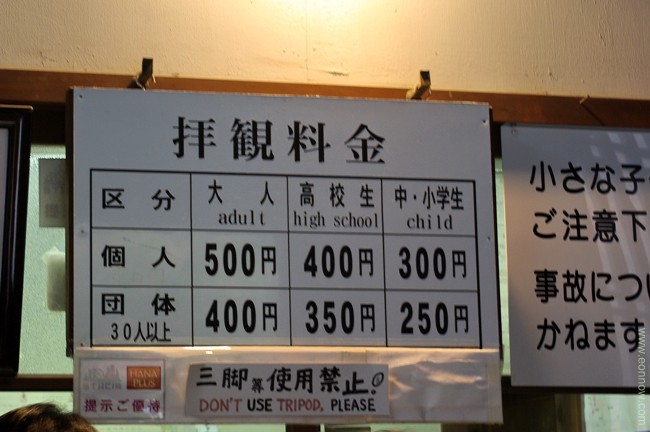 拝観料金
区分 大人 高校生 中・小学生
adult high school child
個人 500円 400円 300円
団体 400円 350円 250円
30人以上
HANA PLUS
提示ご優待
三脚等使用禁止!
DON'T USE TRIPOD, PLEASE
小さな子
ご注意下
事故につい
かねます
www.eonnov.com